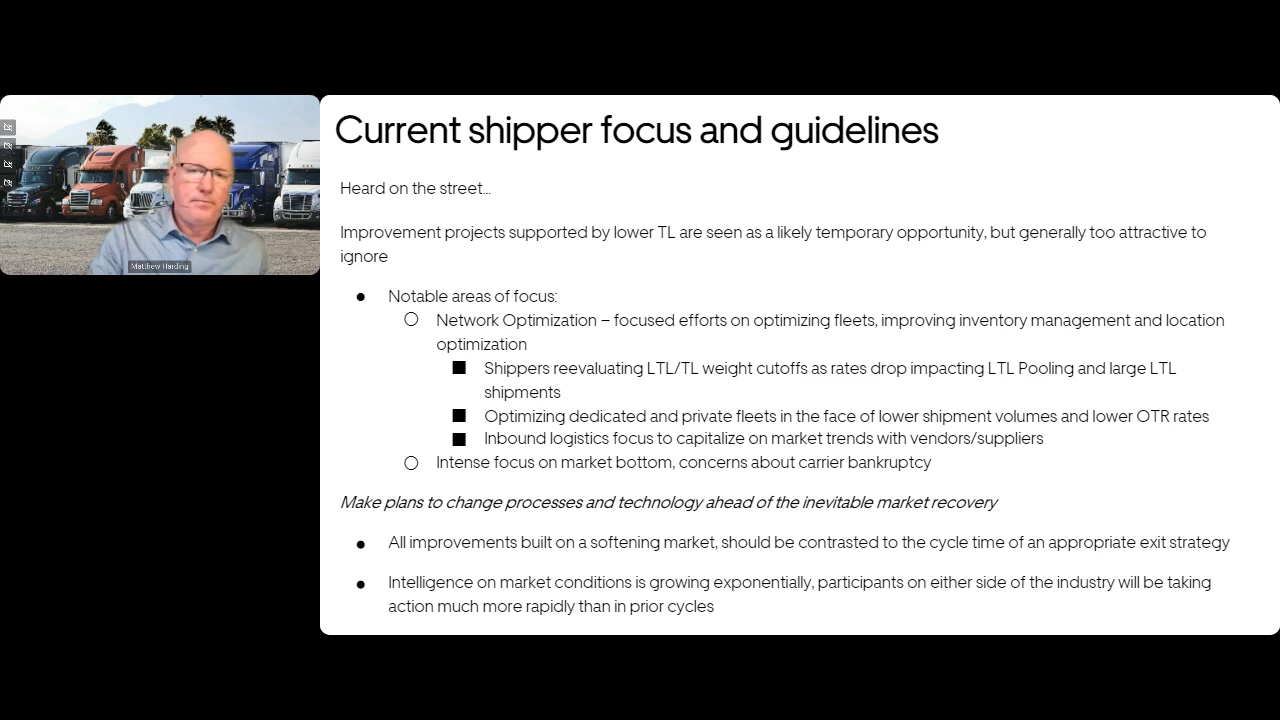 Current shipper focus and guidelines
Heard on the street...
Improvement projects supported by lower TL are seen as a likely temporary opportunity, but generally too attractive to
ignore
Notable areas of focus:
Network Optimization – focused efforts on optimizing fleets, improving inventory management and location
optimization
Shippers reevaluating LTL/TL weight cutoffs as rates drop impacting LTL Pooling and large LTL
shipments
Optimizing dedicated and private fleets in the face of lower shipment volumes and lower OTR rates
Inbound logistics focus to capitalize on market trends with vendors/suppliers
Intense focus on market bottom, concerns about carrier bankruptcy
Make plans to change processes and technology ahead of the inevitable market recovery
All improvements built on a softening market, should be contrasted to the cycle time of an appropriate exit strategy
Intelligence on market conditions is growing exponentially, participants on either side of the industry will be taking
action much more rapidly than in prior cycles
Matthew Harding